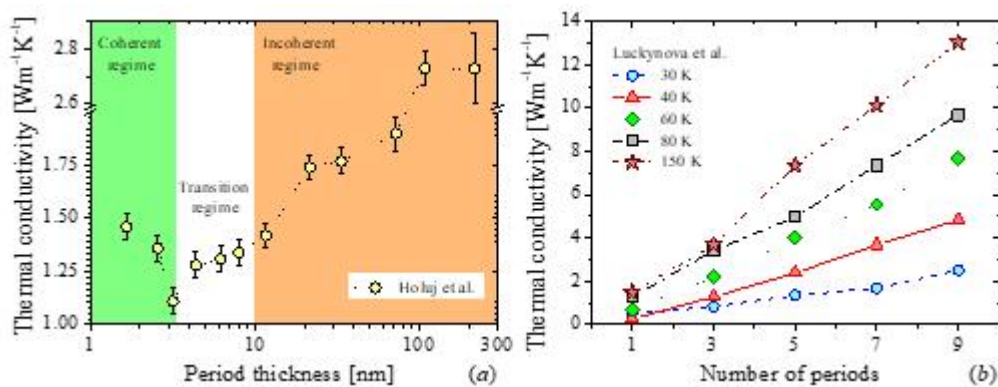 Thermal conductivity [Wm⁻¹K⁻¹]
2.8
2.6
1.75
1.50
1.25
1.00
Coherent
regime
Incoherent
regime
Transition
regime
Holuj et al.
1
10
100
300
Period thickness [nm]
(a)
Thermal conductivity [Wm⁻¹K⁻¹]
14
12
10
8
6
4
2
0
Luckynova et al.
30 K
40 K
60 K
80 K
150 K
1
3
5
7
9
Number of periods
(b)